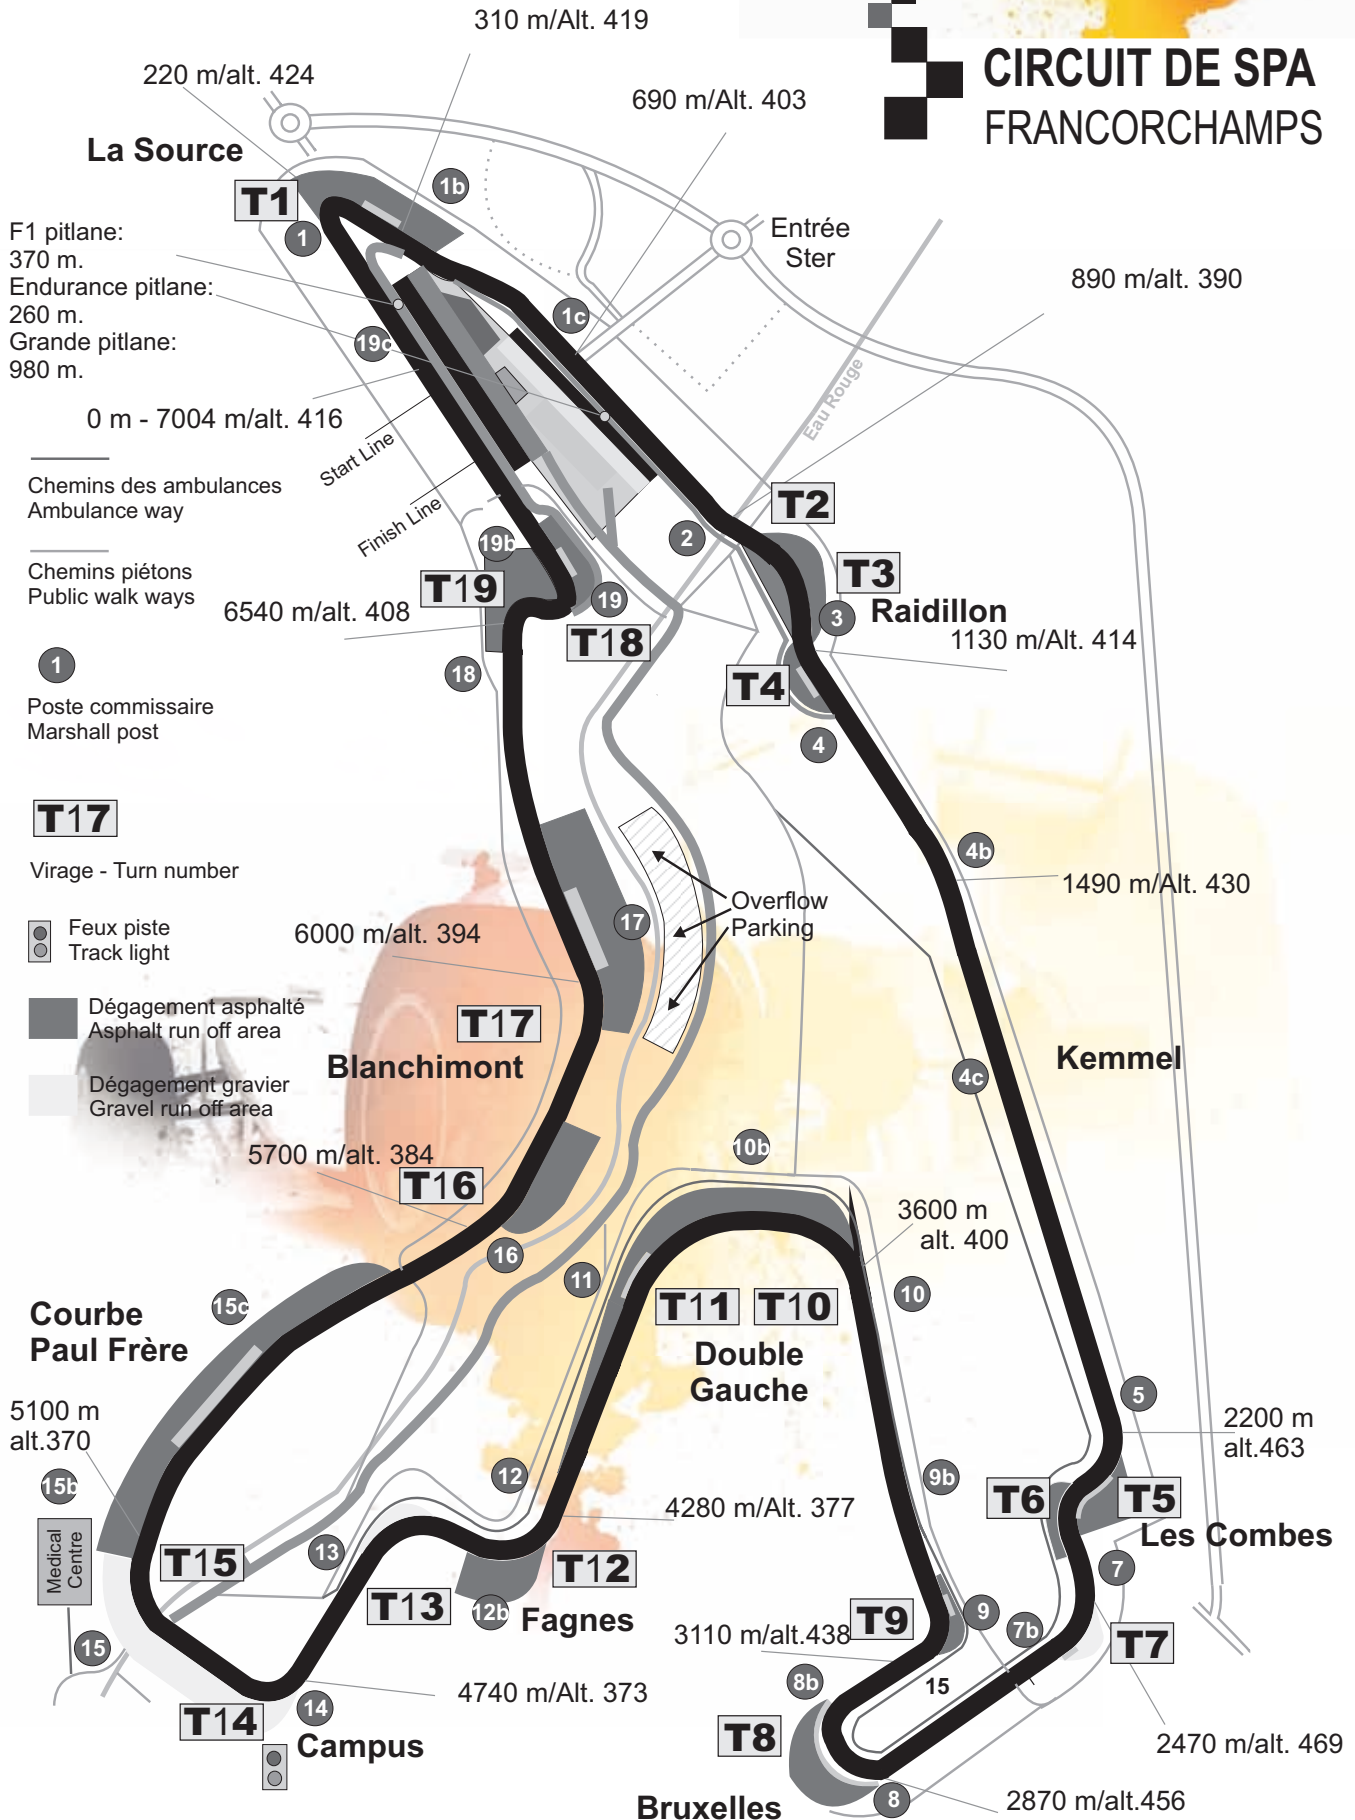 310 m/Alt. 419
CIRCUIT DE SPA
FRANCORCHAMPS
220 m/alt. 424
690 m/Alt. 403
La Source
T1
1b
1
Entrée
Ster
F1 pitlane:
370 m.
Endurance pitlane:
260 m.
Grande pitlane:
980 m.
890 m/alt. 390
1c
19c
Eau Rouge
0 m - 7004 m/alt. 416
Start Line
Finish Line
Chemins des ambulances
Ambulance way
Chemins piétons
Public walk ways
T2
2
19b
T19
T3
3
Raidillon
6540 m/alt. 408
19
T18
1130 m/Alt. 414
1
18
T4
4
Poste commissaire
Marshall post
T17
Virage - Turn number
4b
1490 m/Alt. 430
Overflow
Parking
17
Feux piste
Track light
6000 m/alt. 394
Dégagement asphalté
Asphalt run off area
T17
Blanchimont
Kemmel
4c
Dégagement gravier
Gravel run off area
5700 m/alt. 384
10b
T16
3600 m
alt. 400
16
11
10
15c
Courbe
Paul Frère
T11
T10
Double
Gauche
5
5100 m
alt.370
2200 m
alt.463
15b
12
9b
T6
T5
4280 m/Alt. 377
Les Combes
Medical
Centre
T15
13
T12
7
T13
12b
Fagnes
T9
9
7b
T7
3110 m/alt.438
15
8b
15
4740 m/Alt. 373
T14
14
Campus
T8
2470 m/alt. 469
Bruxelles
8
2870 m/alt.456